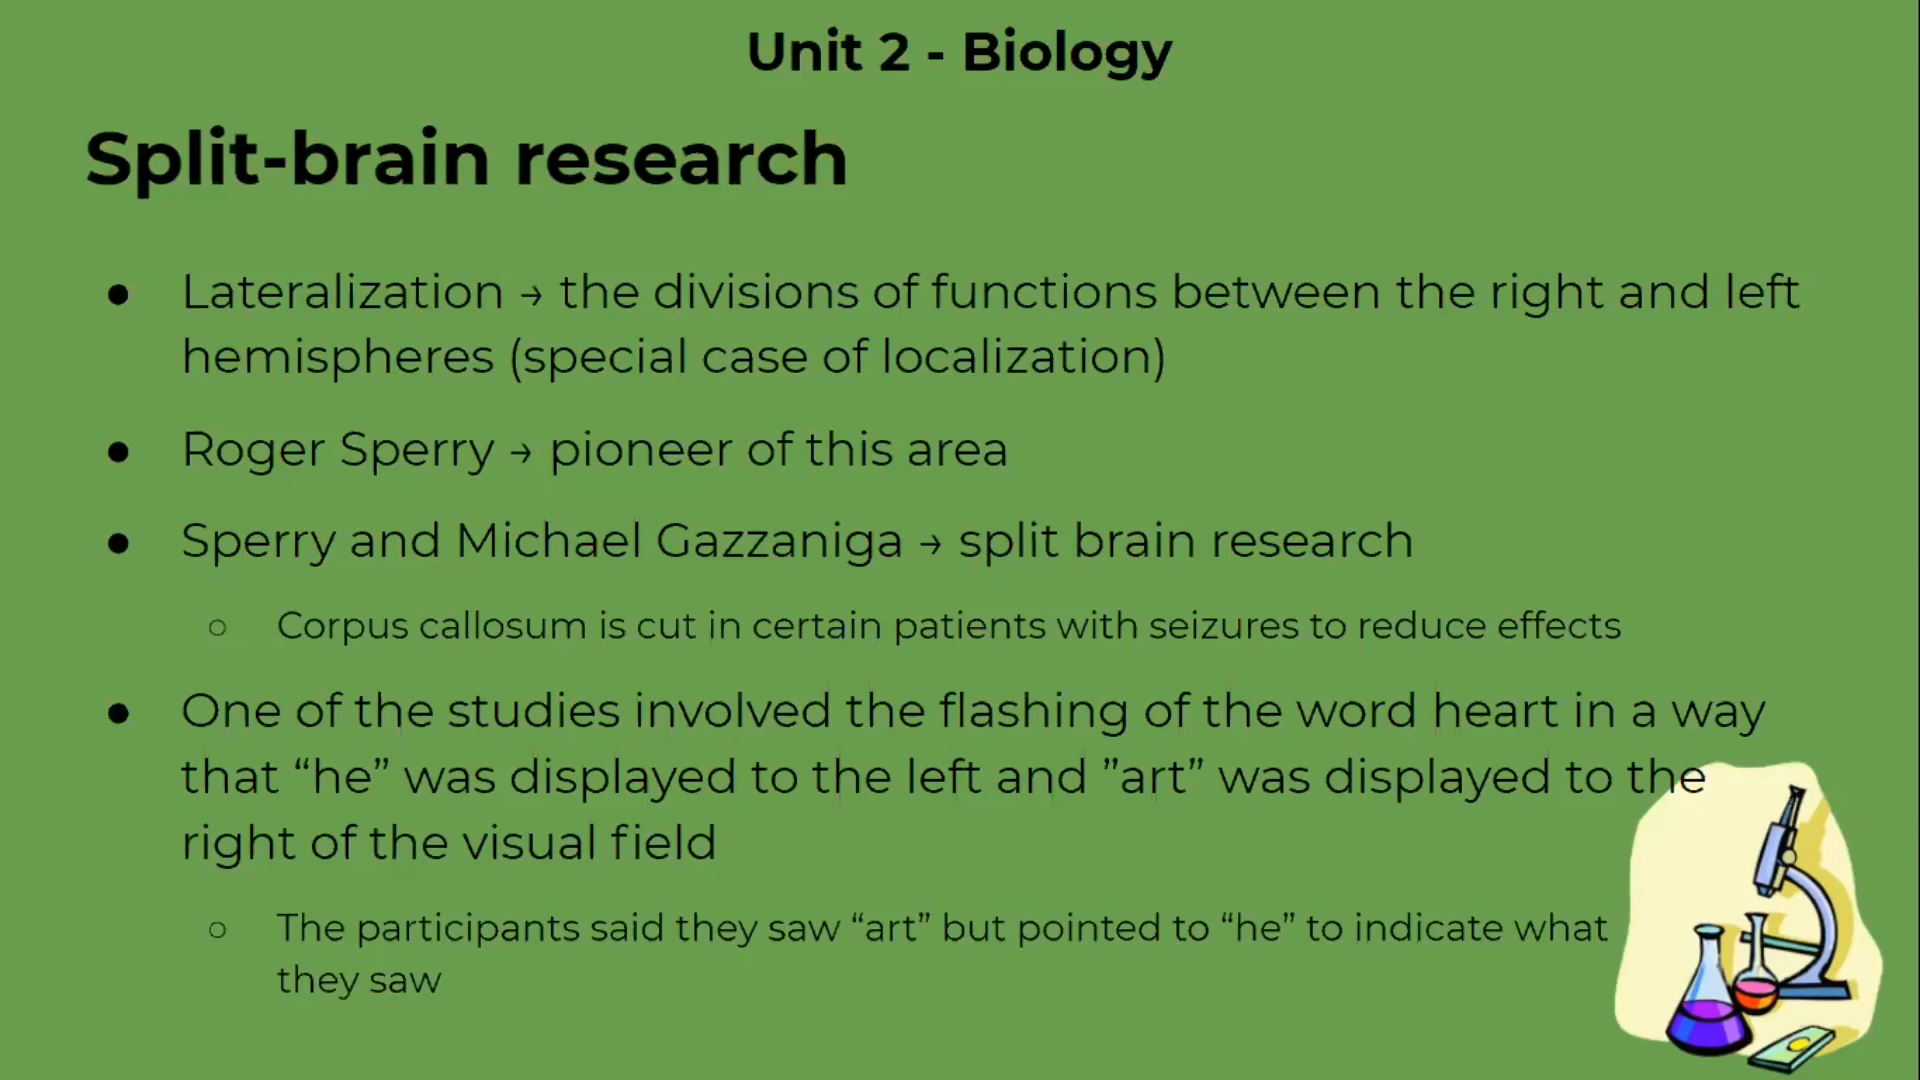 Unit 2 - Biology
Split-brain research
● Lateralization → the divisions of functions between the right and left
hemispheres (special case of localization)
● Roger Sperry → pioneer of this area
● Sperry and Michael Gazzaniga → split brain research
○ Corpus callosum is cut in certain patients with seizures to reduce effects
● One of the studies involved the flashing of the word heart in a way
that “he” was displayed to the left and ”art” was displayed to the
right of the visual field
○ The participants said they saw “art” but pointed to “he” to indicate what
they saw